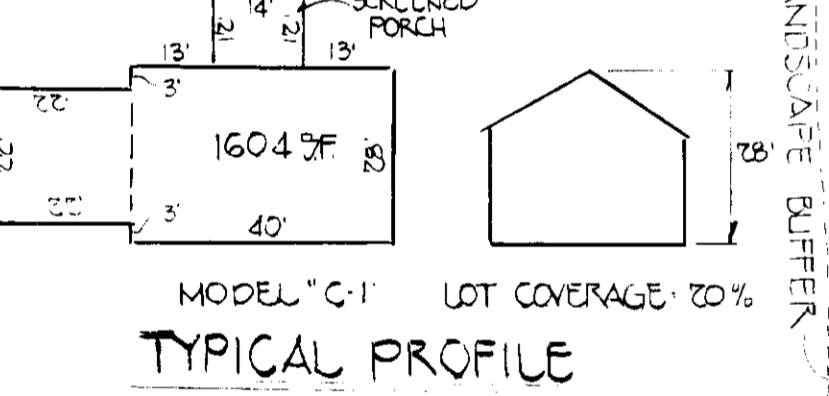 14'
SCREENED
PORCH
12'
12'
13'
13'
3'
22'
22
22'
1604 S.F.
28'
3'
40'
28'
MODEL "C-1"
LOT COVERAGE: 20%
TYPICAL PROFILE
LANDSCAPE BUFFER